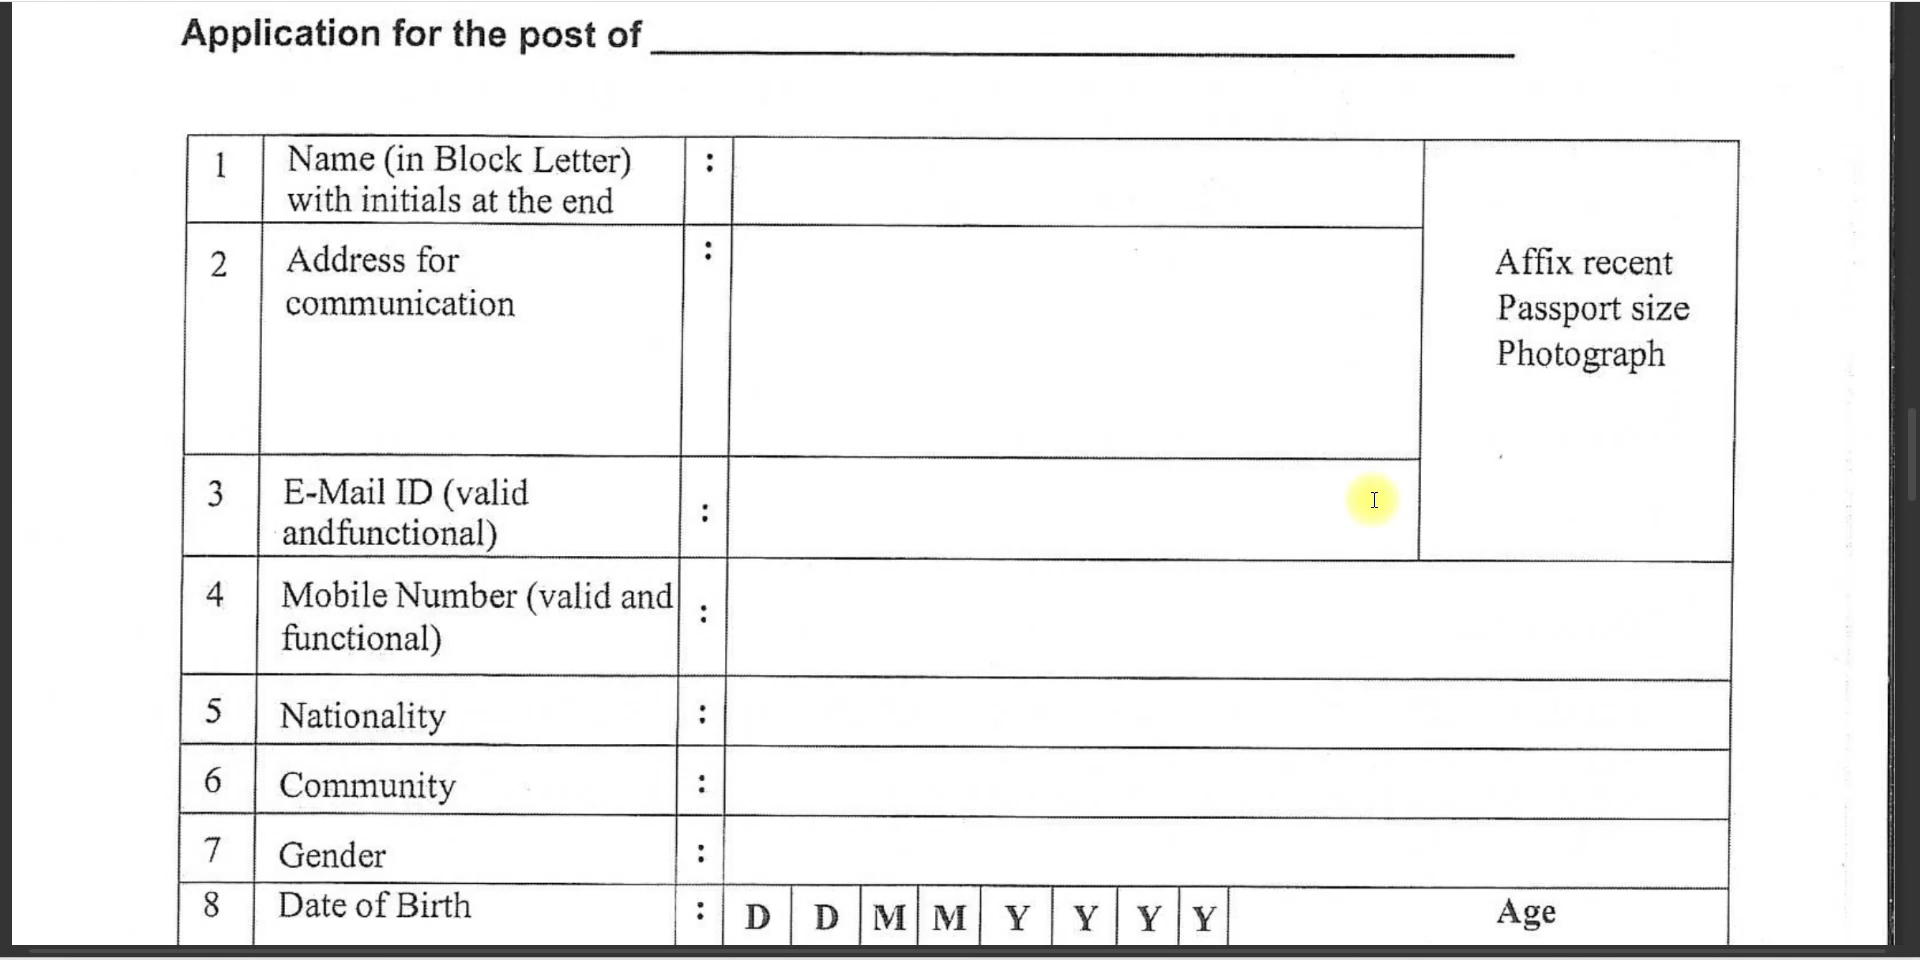 Application for the post of
1 Name (in Block Letter) :
with initials at the end
2 Address for :
communication
Affix recent
Passport size
Photograph
3 E-Mail ID (valid :
andfunctional)
4 Mobile Number (valid and :
functional)
5 Nationality :
6 Community :
7 Gender :
8 Date of Birth : D D M M Y Y Y Y Age